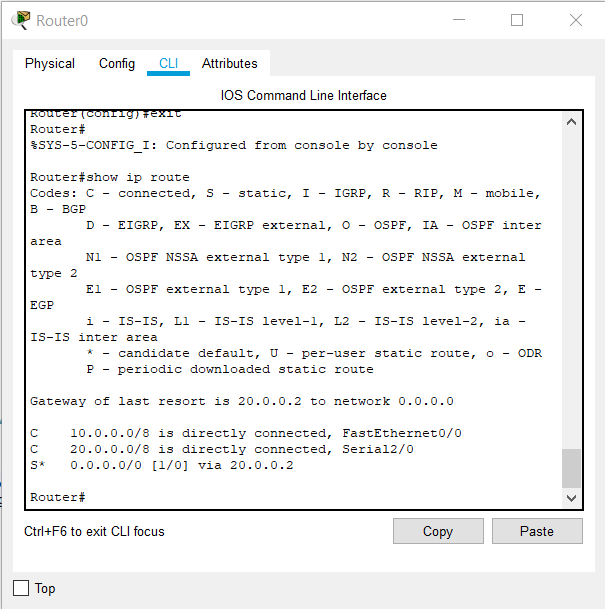 Router0
Physical Config CLI Attributes
IOS Command Line Interface
Router(config)#exit
Router#
%SYS-5-CONFIG_I: Configured from console by console
Router#show ip route
Codes: C - connected, S - static, I - IGRP, R - RIP, M - mobile,
B - BGP
D - EIGRP, EX - EIGRP external, O - OSPF, IA - OSPF inter
area
N1 - OSPF NSSA external type 1, N2 - OSPF NSSA external
type 2
E1 - OSPF external type 1, E2 - OSPF external type 2, E -
EGP
i - IS-IS, L1 - IS-IS level-1, L2 - IS-IS level-2, ia -
IS-IS inter area
* - candidate default, U - per-user static route, o - ODR
P - periodic downloaded static route
Gateway of last resort is 20.0.0.2 to network 0.0.0.0
C 10.0.0.0/8 is directly connected, FastEthernet0/0
C 20.0.0.0/8 is directly connected, Serial2/0
S* 0.0.0.0/0 [1/0] via 20.0.0.2
Router#
Ctrl+F6 to exit CLI focus
Copy Paste
Top